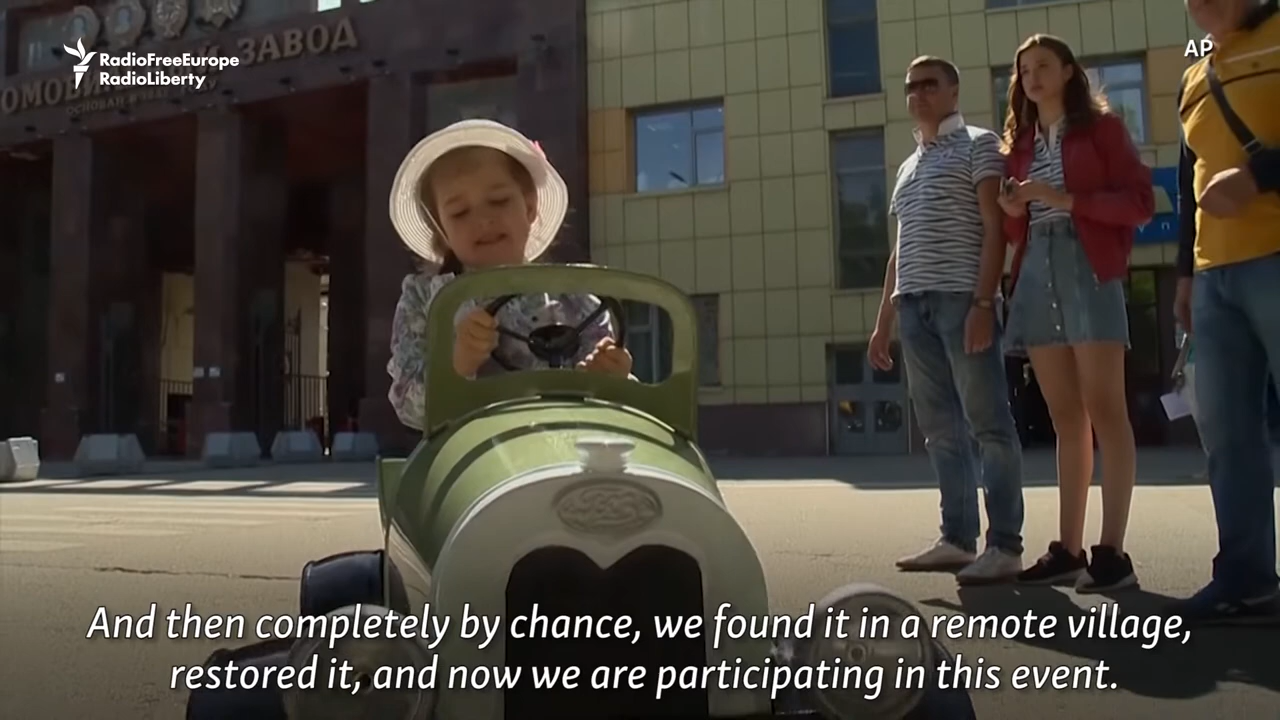 RadioFreeEurope
RadioLiberty
AP
ЗАВОД
And then completely by chance, we found it in a remote village,
restored it, and now we are participating in this event.